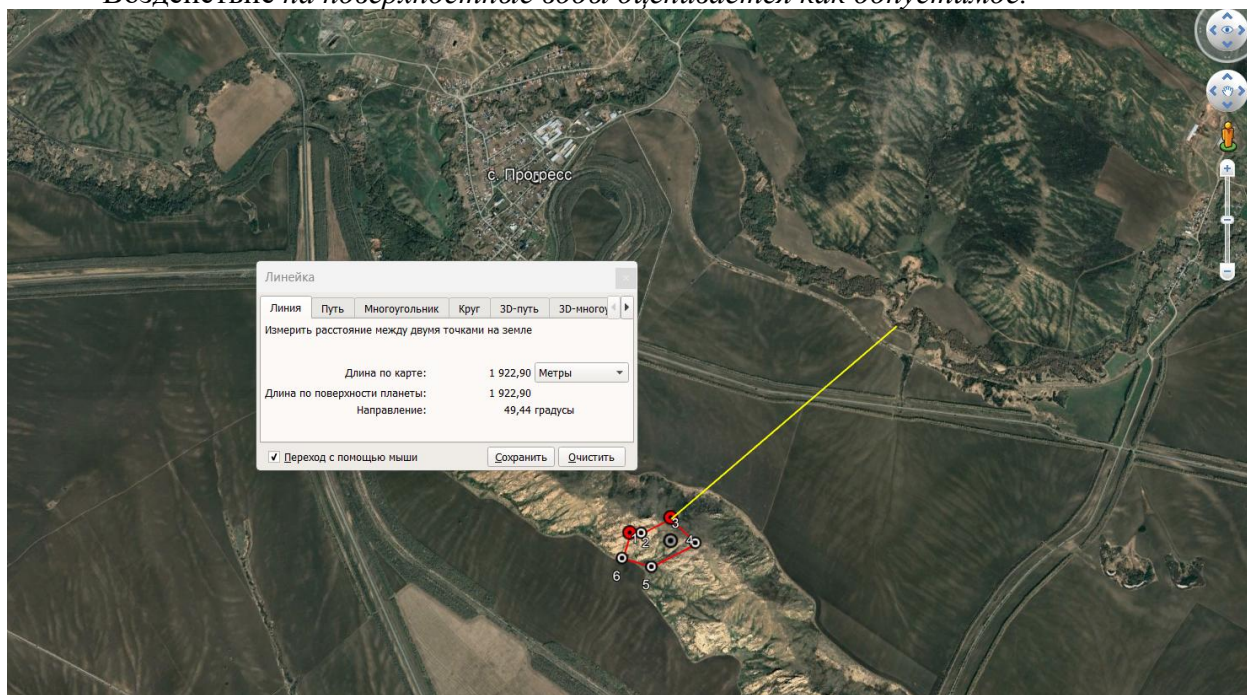 Воздействие на поверхностные воды оценивается как допустимое.
с. Прогресс
Линейка
Линия Путь Многоугольник Круг 3D-путь 3D-многоу
Измерить расстояние между двумя точками на земле
Длина по карте: 1 922,90 Метры
Длина по поверхности планеты: 1 922,90
Направление: 49,44 градусы
Переход с помощью мыши Сохранить Очистить
3
1 2 4
6 5